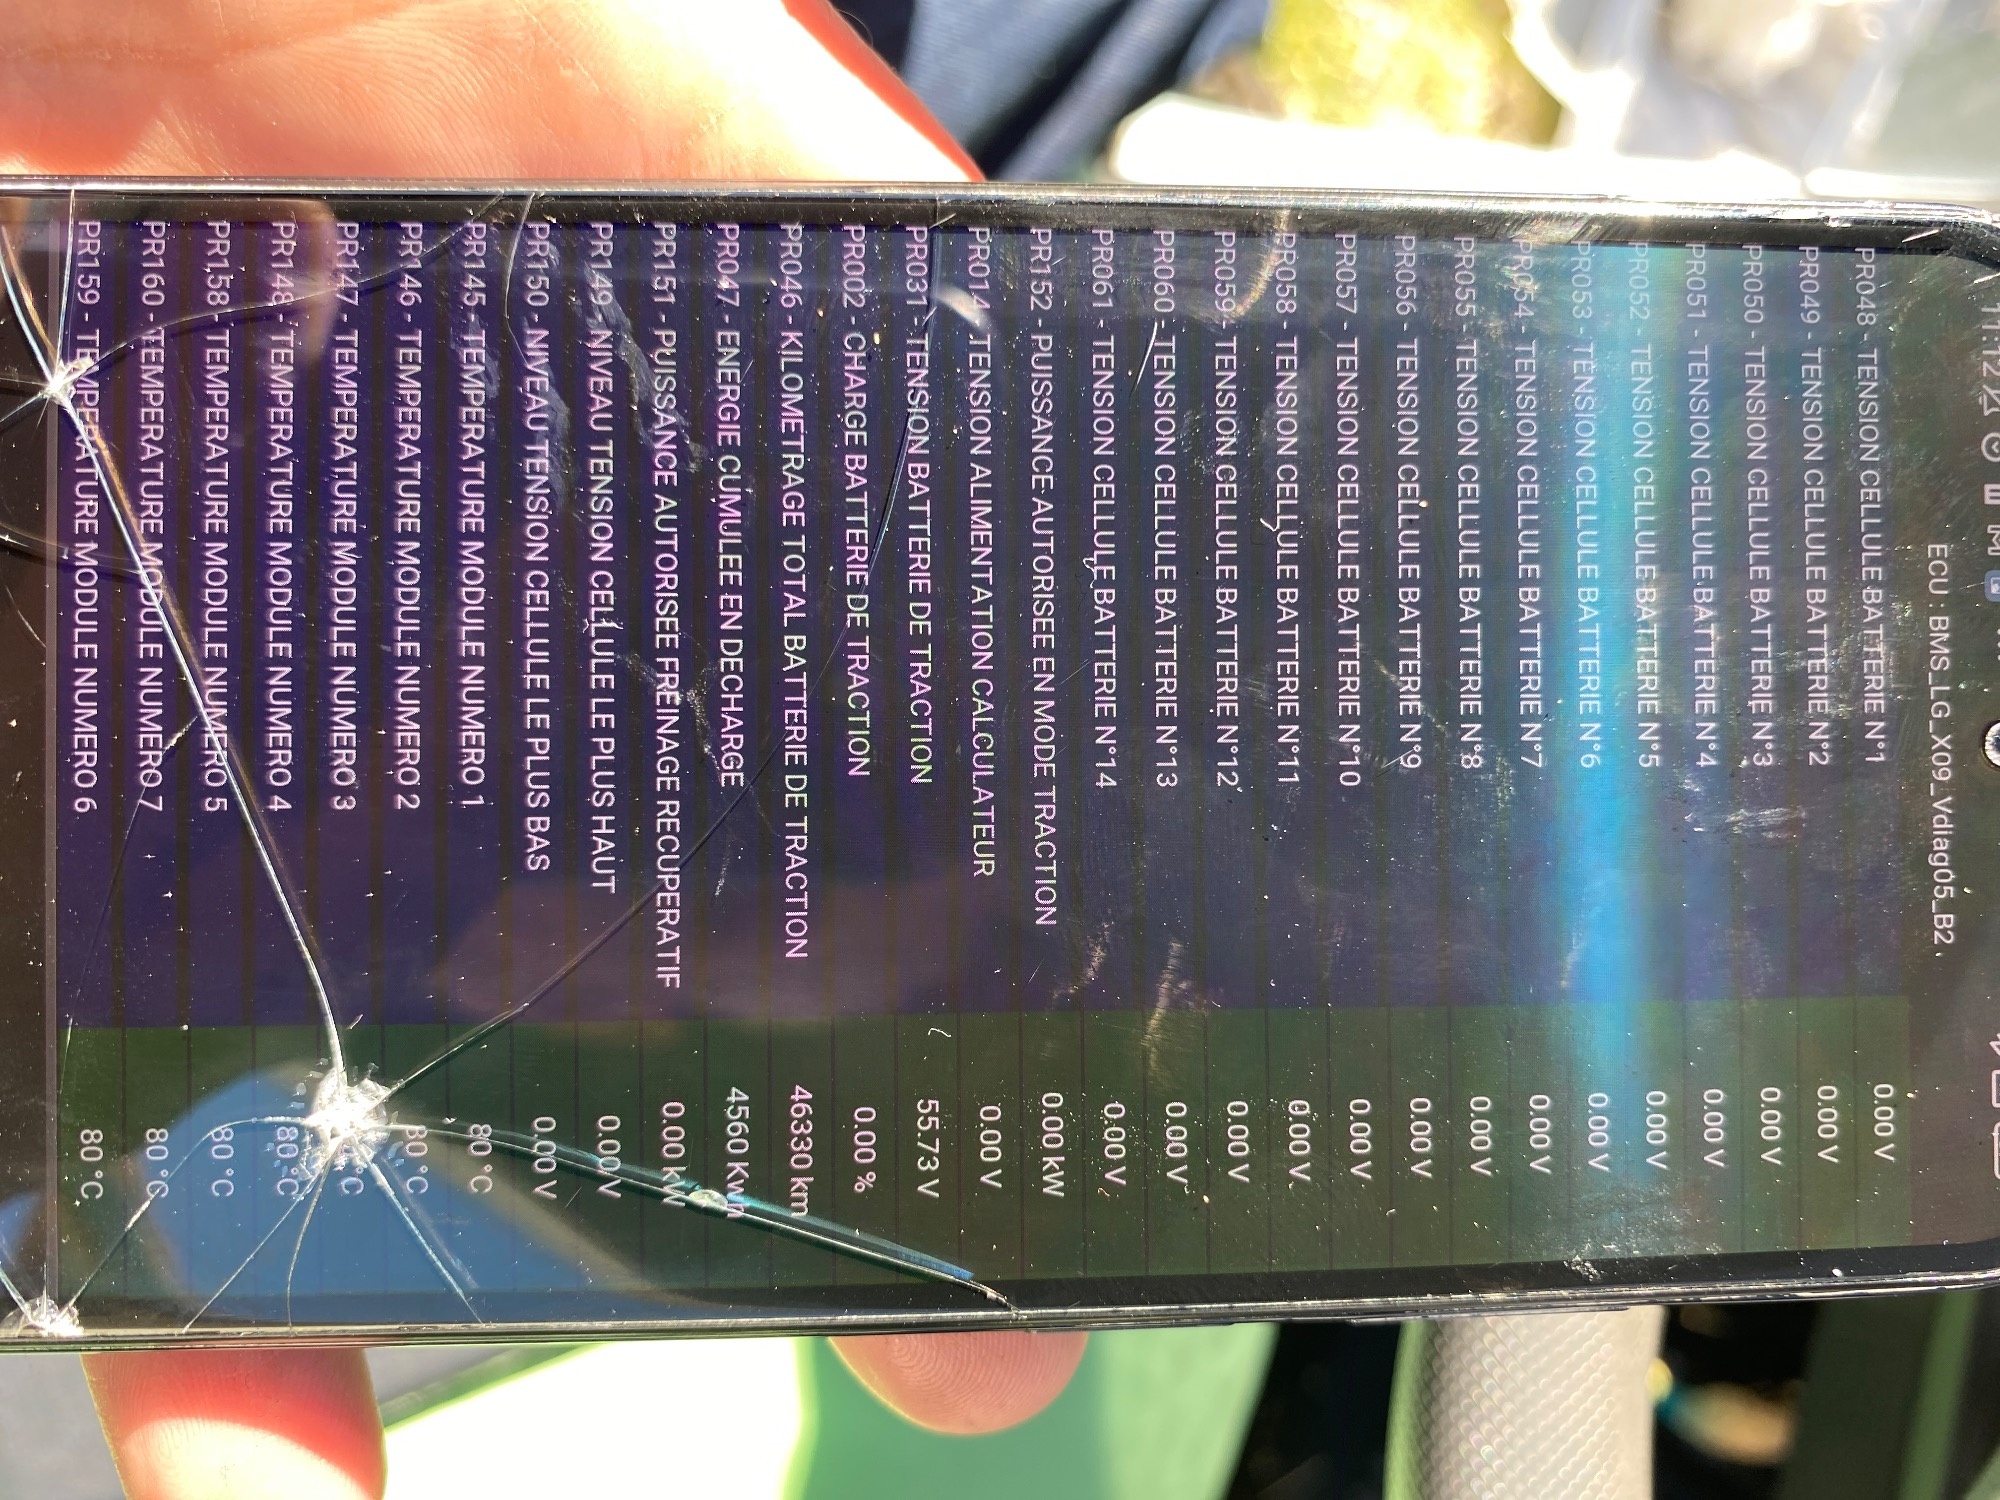 11:12
ECU : BMS_LG_X09_Vdiag05_B2.
PR048 - TENSION CELLULE BATTERIE N°1 0.00 V
PR049 - TENSION CELLULE BATTERIE N°2 0.00 V
PR050 - TENSION CELLULE BATTERIE N°3 0.00 V
PR051 - TENSION CELLULE BATTERIE N°4 0.00 V
PR052 - TENSION CELLULE BATTERIE N°5 0.00 V
PR053 - TENSION CELLULE BATTERIE N°6 0.00 V
PR054 - TENSION CELLULE BATTERIE N°7 0.00 V
PR055 - TENSION CELLULE BATTERIE N°8 0.00 V
PR056 - TENSION CELLULE BATTERIE N°9 0.00 V
PR057 - TENSION CELLULE BATTERIE N°10 0.00 V
PR058 - TENSION CELLULE BATTERIE N°11 0.00 V
PR059 - TENSION CELLULE BATTERIE N°12 0.00 V
PR060 - TENSION CELLULE BATTERIE N°13 0.00 V
PR061 - TENSION CELLULE BATTERIE N°14 0.00 V
PR152 - PUISSANCE AUTORISEE EN MODE TRACTION 0.00 kW
PR014 - TENSION ALIMENTATION CALCULATEUR 0.00 V
PR031 - TENSION BATTERIE DE TRACTION 55.73 V
PR002 - CHARGE BATTERIE DE TRACTION 0.00 %
PR046 - KILOMETRAGE TOTAL BATTERIE DE TRACTION 46330 km
PR047 - ENERGIE CUMULEE EN DECHARGE 4560 Kwh
PR151 - PUISSANCE AUTORISEE FREINAGE RECUPERATIF 0.00 kW
PR149 - NIVEAU TENSION CELLULE LE PLUS HAUT 0.00 V
PR150 - NIVEAU TENSION CELLULE LE PLUS BAS 0.00 V
PR145 - TEMPERATURE MODULE NUMERO 1 80 °C
PR146 - TEMPERATURE MODULE NUMERO 2 80 °C
PR147 - TEMPERATURE MODULE NUMERO 3 °C
PR148 - TEMPERATURE MODULE NUMERO 4 80 °C
PR158 - TEMPERATURE MODULE NUMERO 5 80 °C
PR160 - TEMPERATURE MODULE NUMERO 7 80 °C
PR159 - TEMPERATURE MODULE NUMERO 6 80 °C